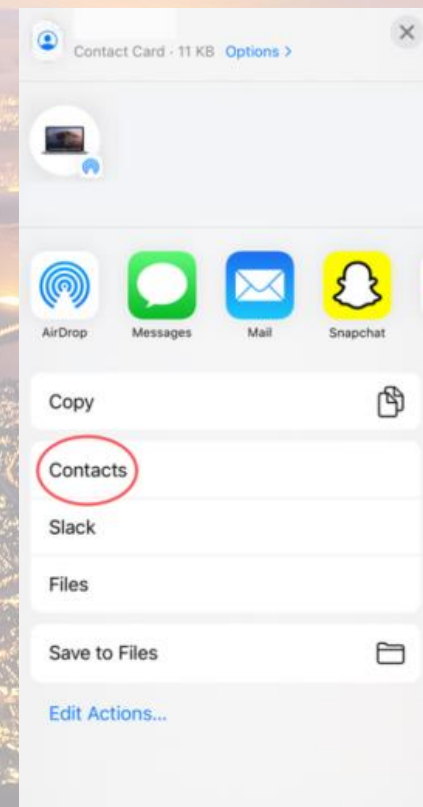 Contact Card · 11 KB Options >
AirDrop Messages Mail Snapchat
Copy
Contacts
Slack
Files
Save to Files
Edit Actions...